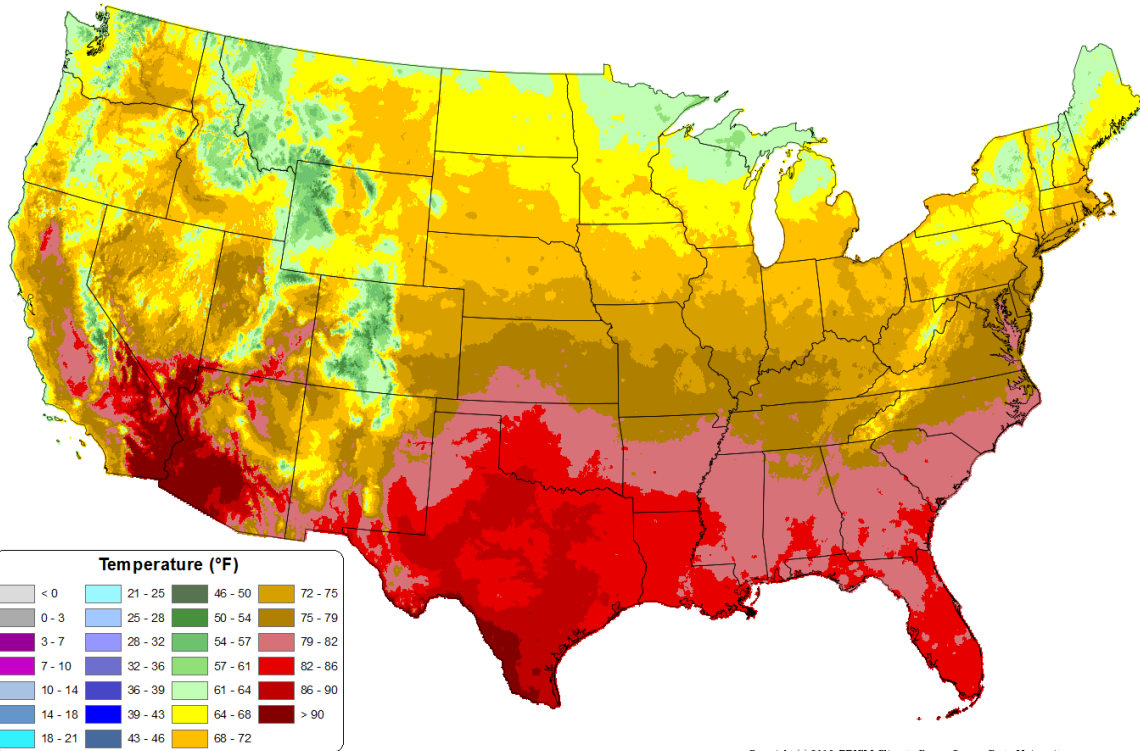 Temperature (°F)
< 0 21 - 25 46 - 50 72 - 75
0 - 3 25 - 28 50 - 54 75 - 79
3 - 7 28 - 32 54 - 57 79 - 82
7 - 10 32 - 36 57 - 61 82 - 86
10 - 14 36 - 39 61 - 64 86 - 90
14 - 18 39 - 43 64 - 68 > 90
18 - 21 43 - 46 68 - 72